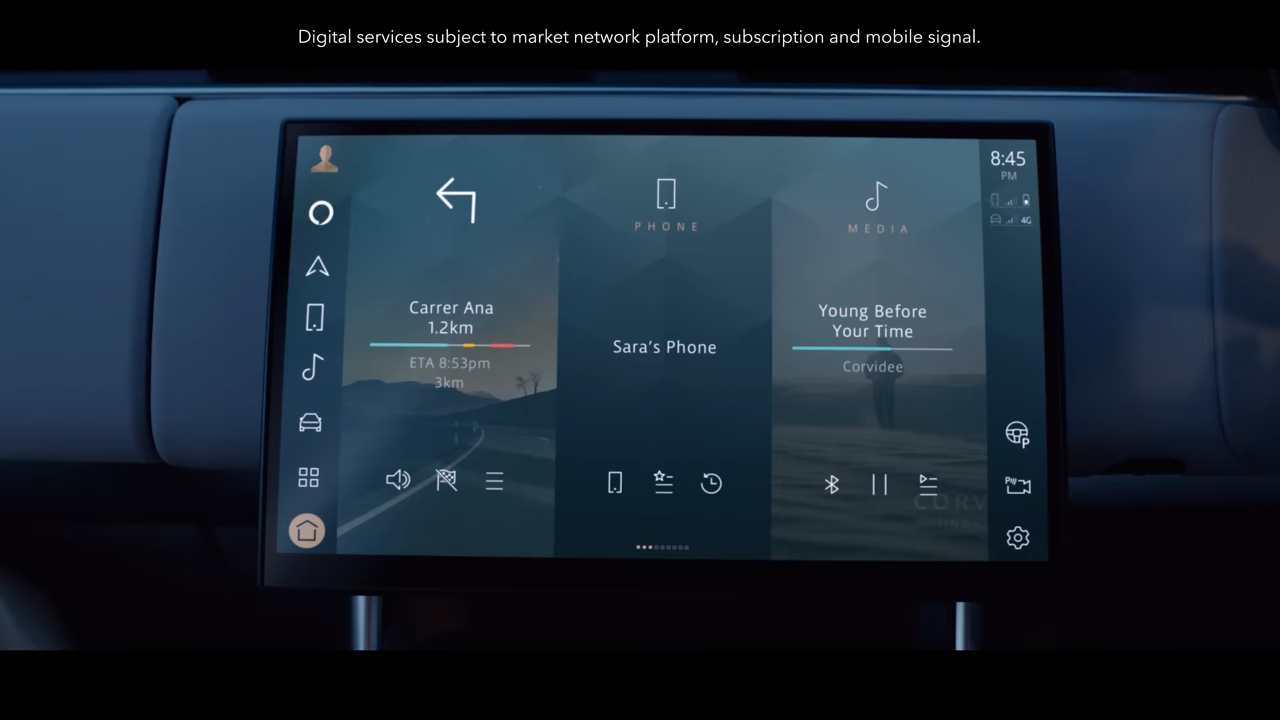 Digital services subject to market network platform, subscription and mobile signal.
8:45
PM
4G
PHONE
MEDIA
Carrer Ana
1.2km
ETA 8:53pm
3km
Sara's Phone
Young Before
Your Time
Corvidee
P
P
CORV